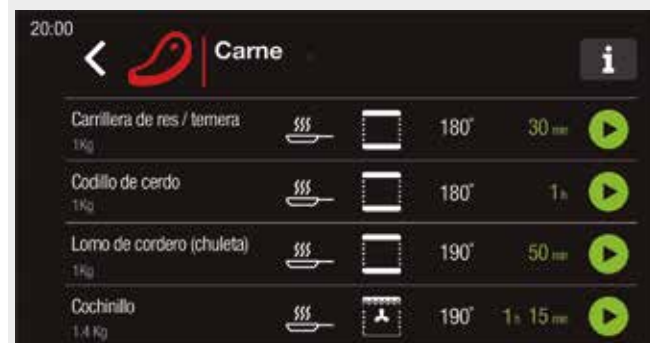 20:00
Carne
i
Carrillera de res / ternera 180° 30 min
1Kg
Codillo de cerdo 180° 1h
1Kg
Lomo de cordero (chuleta) 190° 50 min
1Kg
Cochinillo 190° 1h 15 min
1.4 Kg